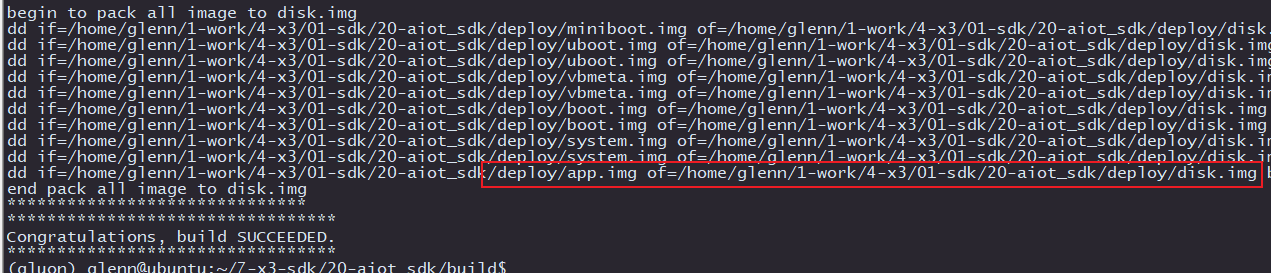 begin to pack all image to disk.img
dd if=/home/glenn/1-work/4-x3/01-sdk/20-aiot_sdk/deploy/miniboot.img of=/home/glenn/1-work/4-x3/01-sdk/20-aiot_sdk/deploy/disk.
dd if=/home/glenn/1-work/4-x3/01-sdk/20-aiot_sdk/deploy/uboot.img of=/home/glenn/1-work/4-x3/01-sdk/20-aiot_sdk/deploy/disk.img
dd if=/home/glenn/1-work/4-x3/01-sdk/20-aiot_sdk/deploy/uboot.img of=/home/glenn/1-work/4-x3/01-sdk/20-aiot_sdk/deploy/disk.img
dd if=/home/glenn/1-work/4-x3/01-sdk/20-aiot_sdk/deploy/vbmeta.img of=/home/glenn/1-work/4-x3/01-sdk/20-aiot_sdk/deploy/disk.im
dd if=/home/glenn/1-work/4-x3/01-sdk/20-aiot_sdk/deploy/vbmeta.img of=/home/glenn/1-work/4-x3/01-sdk/20-aiot_sdk/deploy/disk.im
dd if=/home/glenn/1-work/4-x3/01-sdk/20-aiot_sdk/deploy/boot.img of=/home/glenn/1-work/4-x3/01-sdk/20-aiot_sdk/deploy/disk.img
dd if=/home/glenn/1-work/4-x3/01-sdk/20-aiot_sdk/deploy/boot.img of=/home/glenn/1-work/4-x3/01-sdk/20-aiot_sdk/deploy/disk.img
dd if=/home/glenn/1-work/4-x3/01-sdk/20-aiot_sdk/deploy/system.img of=/home/glenn/1-work/4-x3/01-sdk/20-aiot_sdk/deploy/disk.im
dd if=/home/glenn/1-work/4-x3/01-sdk/20-aiot_sdk/deploy/system.img of=/home/glenn/1-work/4-x3/01-sdk/20-aiot_sdk/deploy/disk.im
dd if=/home/glenn/1-work/4-x3/01-sdk/20-aiot_sdk/deploy/app.img of=/home/glenn/1-work/4-x3/01-sdk/20-aiot_sdk/deploy/disk.img b
end pack all image to disk.img
******************************
*********************************
Congratulations, build SUCCEEDED.
*********************************
(gluon) glenn@ubuntu:~/7-x3-sdk/20-aiot_sdk/build$